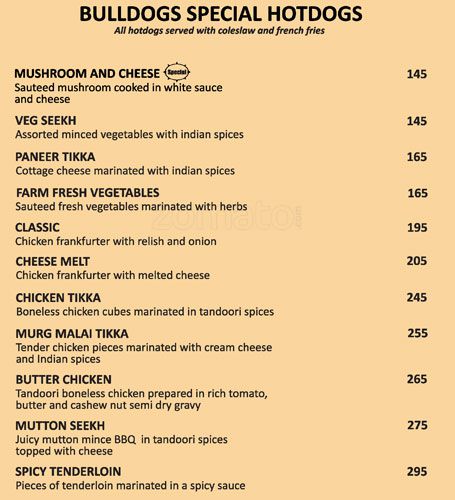 BULLDOGS SPECIAL HOTDOGS
All hotdogs served with coleslaw and french fries
MUSHROOM AND CHEESE Special 145
Sauteed mushroom cooked in white sauce
and cheese
VEG SEEKH 145
Assorted minced vegetables with indian spices
PANEER TIKKA 165
Cottage cheese marinated with indian spices
FARM FRESH VEGETABLES 165
Sauteed fresh vegetables marinated with herbs
zomato.com
CLASSIC 195
Chicken frankfurter with relish and onion
CHEESE MELT 205
Chicken frankfurter with melted cheese
CHICKEN TIKKA 245
Boneless chicken cubes marinated in tandoori spices
MURG MALAI TIKKA 255
Tender chicken pieces marinated with cream cheese
and Indian spices
BUTTER CHICKEN 265
Tandoori boneless chicken prepared in rich tomato,
butter and cashew nut semi dry gravy
MUTTON SEEKH 275
Juicy mutton mince BBQ in tandoori spices
topped with cheese
SPICY TENDERLOIN 295
Pieces of tenderloin marinated in a spicy sauce